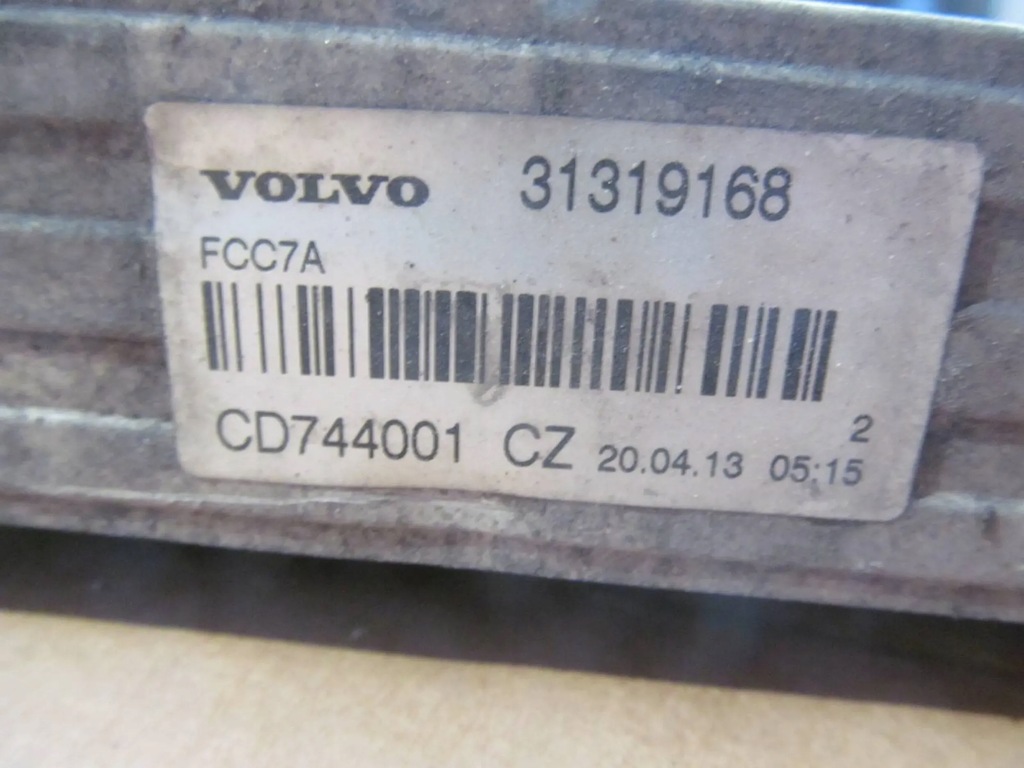 VOLVO 31319168
FCC7A
2
CD744001 CZ 20.04.13 05:15